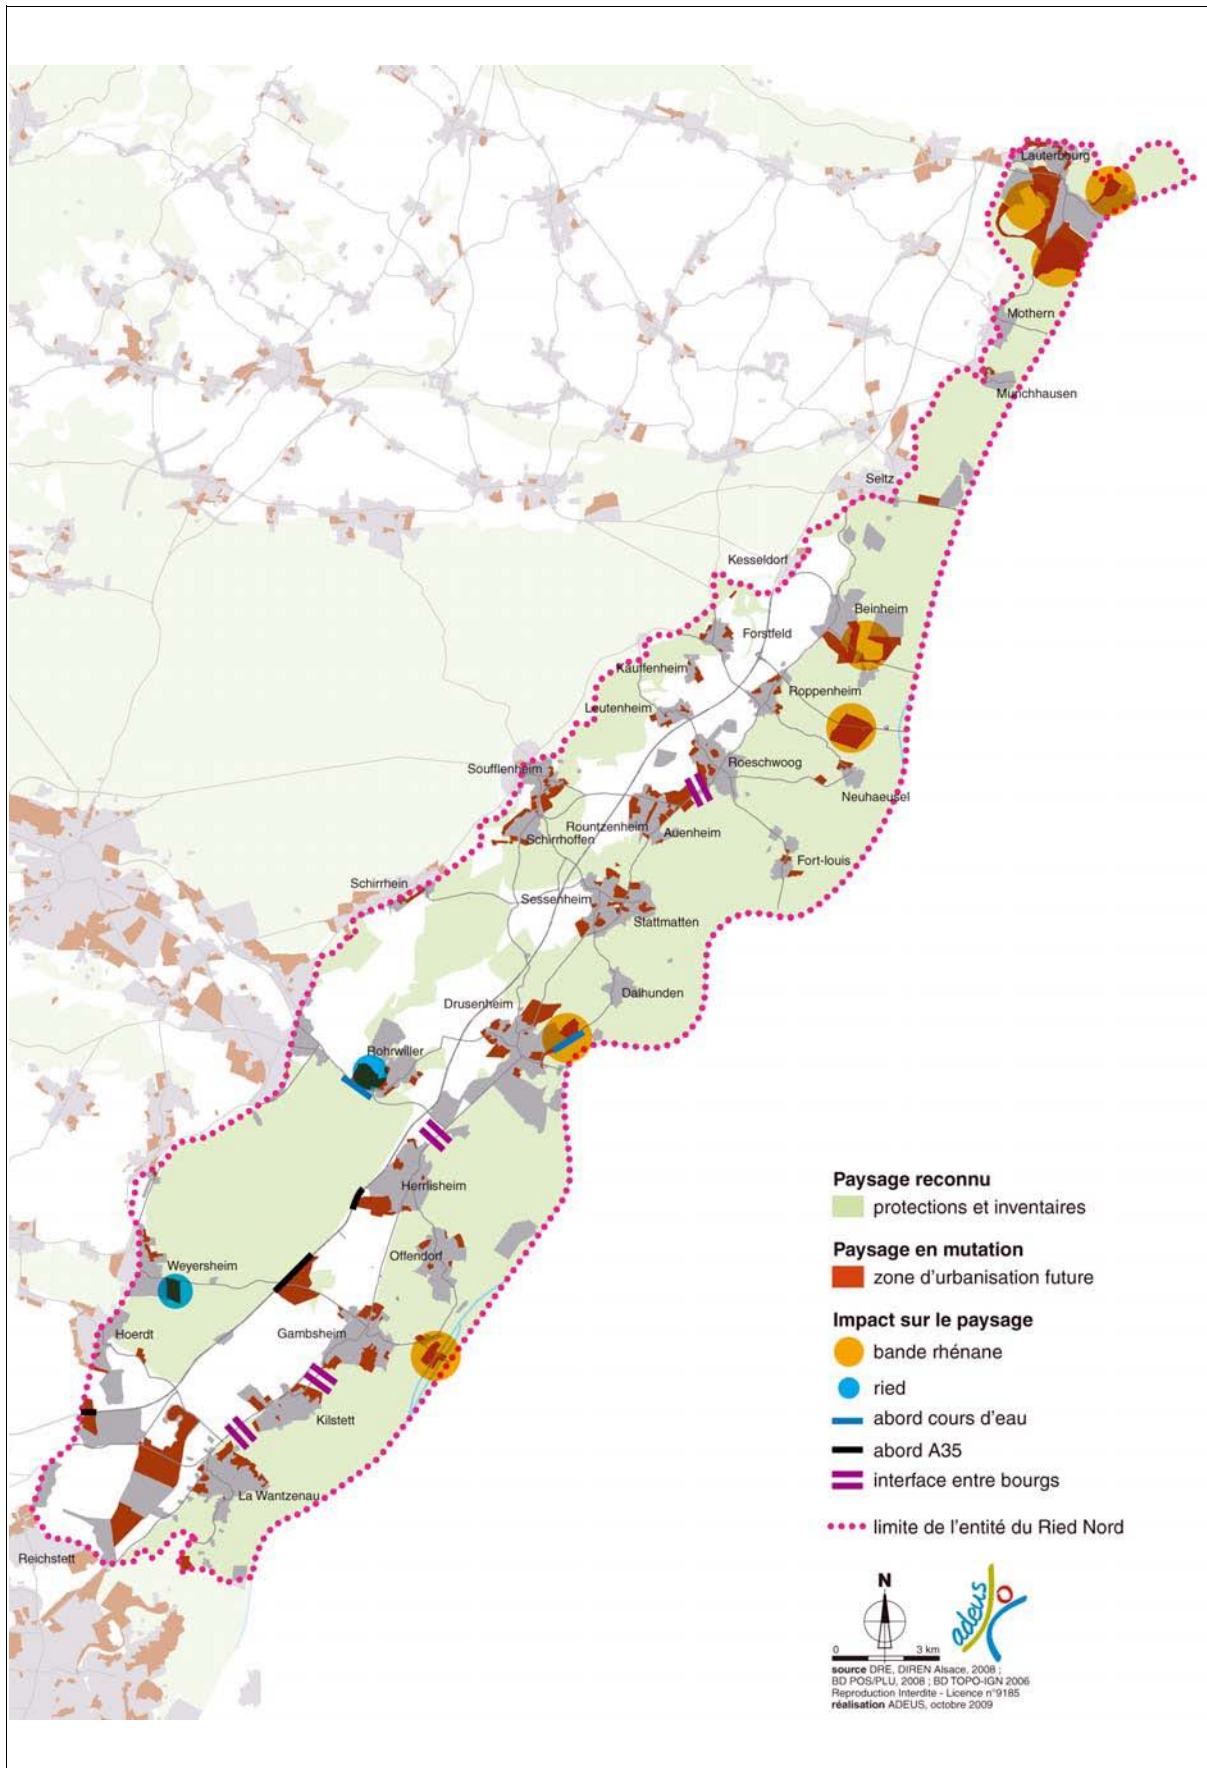 Lauterbourg
Mothern
Munchhausen
Seltz
Kesseldorf
Beinheim
Forstfeld
Kauffenheim
Roppenheim
Leutenheim
Roeschwoog
Soufflenheim
Neuhaeusel
Rountzenheim
Auenheim
Schirrhoffen
Fort-louis
Schirrhein
Sessenheim
Stattmatten
Dalhunden
Drusenheim
Rohrwiller
Herrlisheim
Offendorf
Weyersheim
Gambsheim
Hoerdt
Kilstett
La Wantzenau
Reichstett
Paysage reconnu
protections et inventaires
Paysage en mutation
zone d'urbanisation future
Impact sur le paysage
bande rhénane
ried
abord cours d'eau
abord A35
interface entre bourgs
limite de l'entité du Ried Nord
N
adeus
0 3 km
source DRE, DIREN Alsace, 2008 ;
BD POS/PLU, 2008 ; BD TOPO-IGN 2006
Reproduction Interdite - Licence n°9185
réalisation ADEUS, octobre 2009